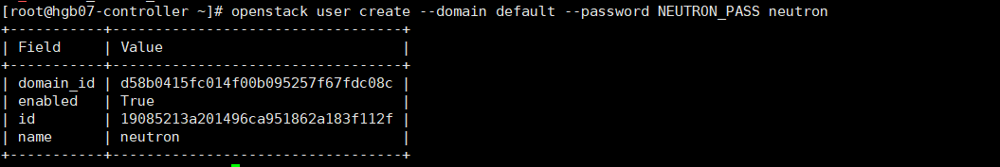 [root@hgb07-controller ~]# openstack user create --domain default --password NEUTRON_PASS neutron
+-----------+----------------------------------+
| Field     | Value                            |
+-----------+----------------------------------+
| domain_id | d58b0415fc014f00b095257f67fdc08c |
| enabled   | True                             |
| id        | 19085213a201496ca951862a183f112f |
| name      | neutron                          |
+-----------+----------------------------------+